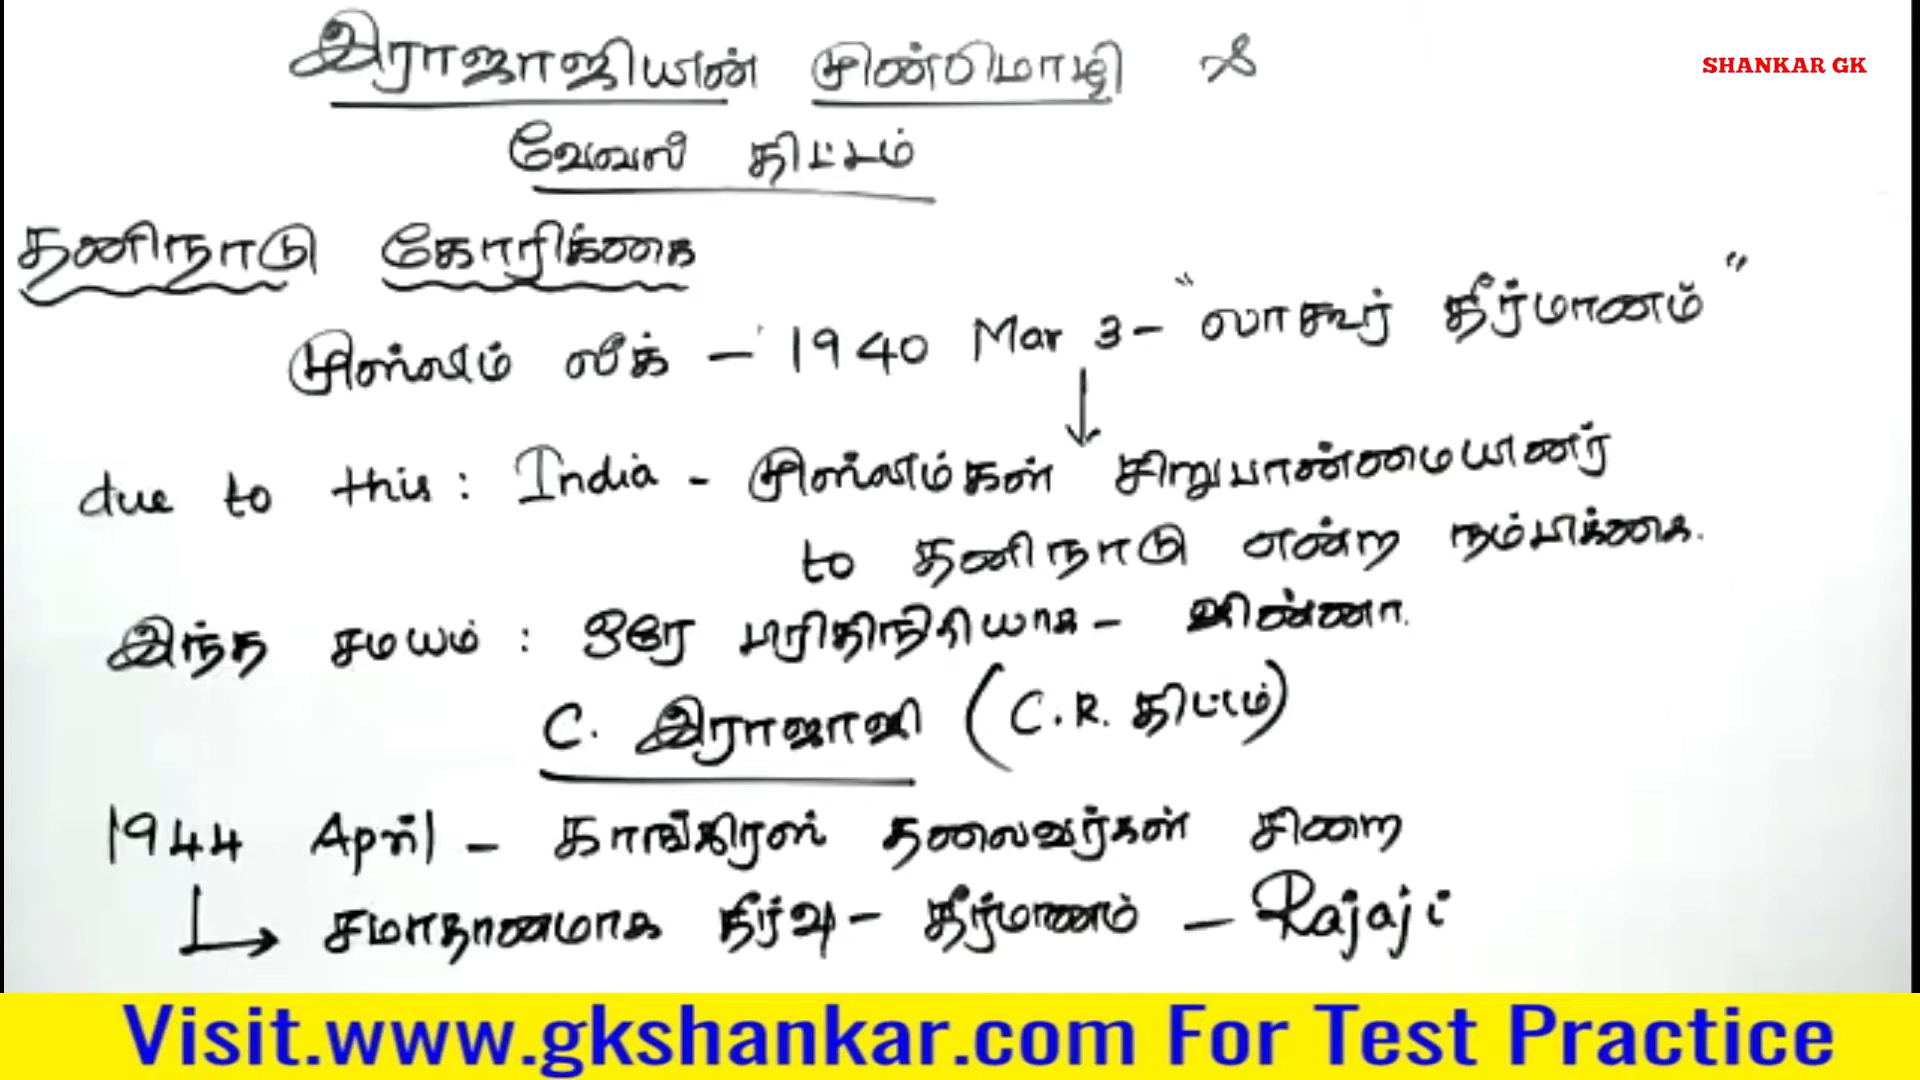 இராஜாஜியின் முன்மொழி &
வேவல் திட்டம்
SHANKAR GK
தனிநாடு கோரிக்கை
முஸ்லிம் லீக் - 1940 Mar 3 - "லாகூர் தீர்மானம்"
due to this : India - முஸ்லிம்கள் சிறுபான்மையினர்
to தனிநாடு என்ற நம்பிக்கை.
இந்த சமயம் : ஒரே பிரதிநிதியாக - ஜின்னா.
C. இராஜாஜி (C.R. திட்டம்)
1944 April - காங்கிரஸ் தலைவர்கள் சிறை
சமாதானமாக தீர்வு - தீர்மானம் - Rajaji
Visit.www.gkshankar.com For Test Practice